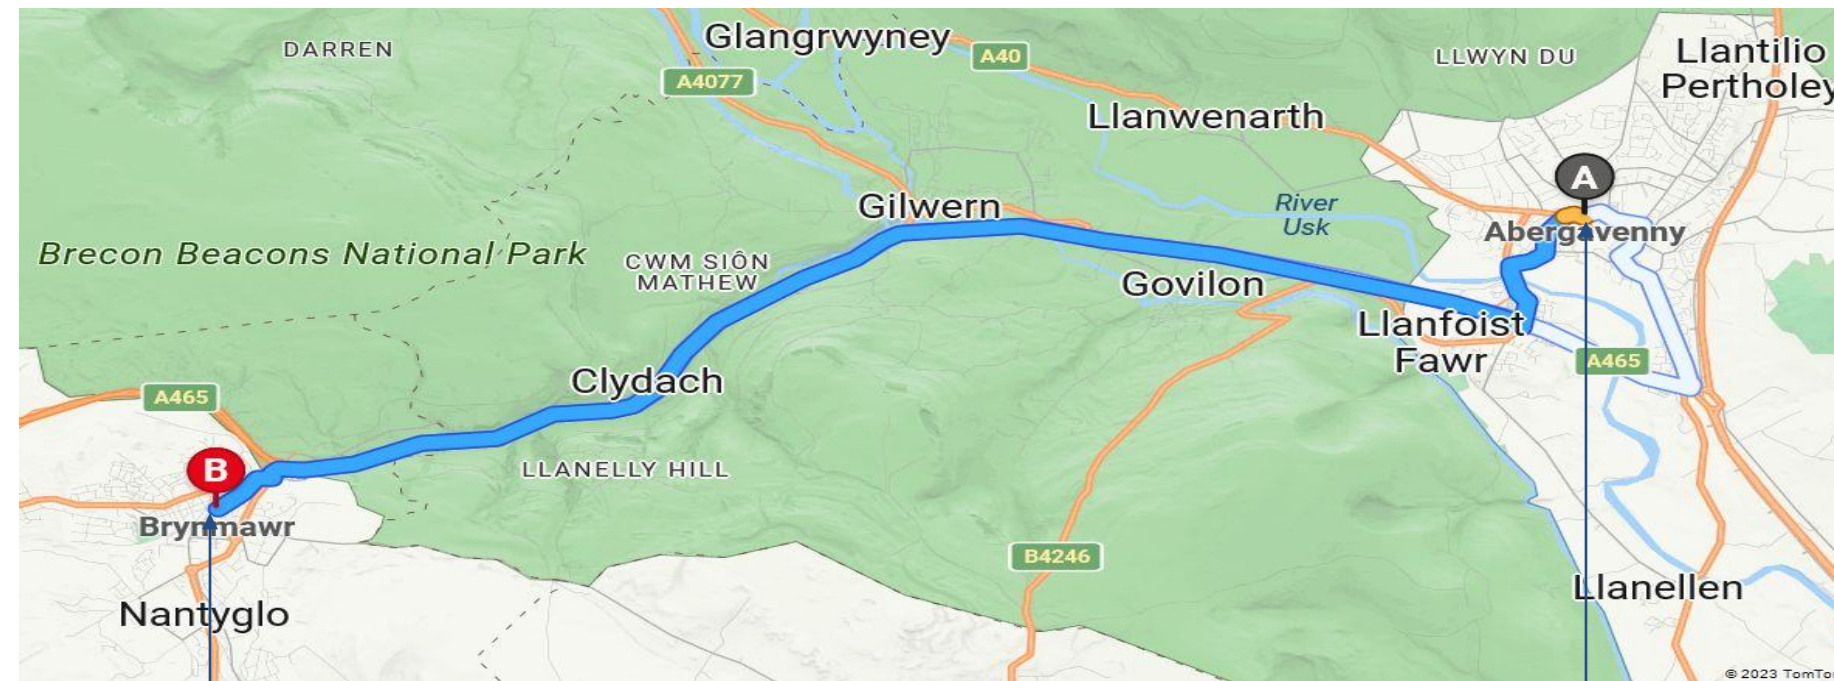 Glangrwyney
DARREN
A40
LLWYN DU
Llantilio
Pertholey
A4077
Llanwenarth
A
Gilwern
River
Usk
Abergavenny
Brecon Beacons National Park
CWM SIÔN
MATHEW
Govilon
Llanfoist
Fawr
A465
Clydach
A465
B
LLANELLY HILL
Brynmawr
B4246
Llanellen
Nantyglo
© 2023 TomTo